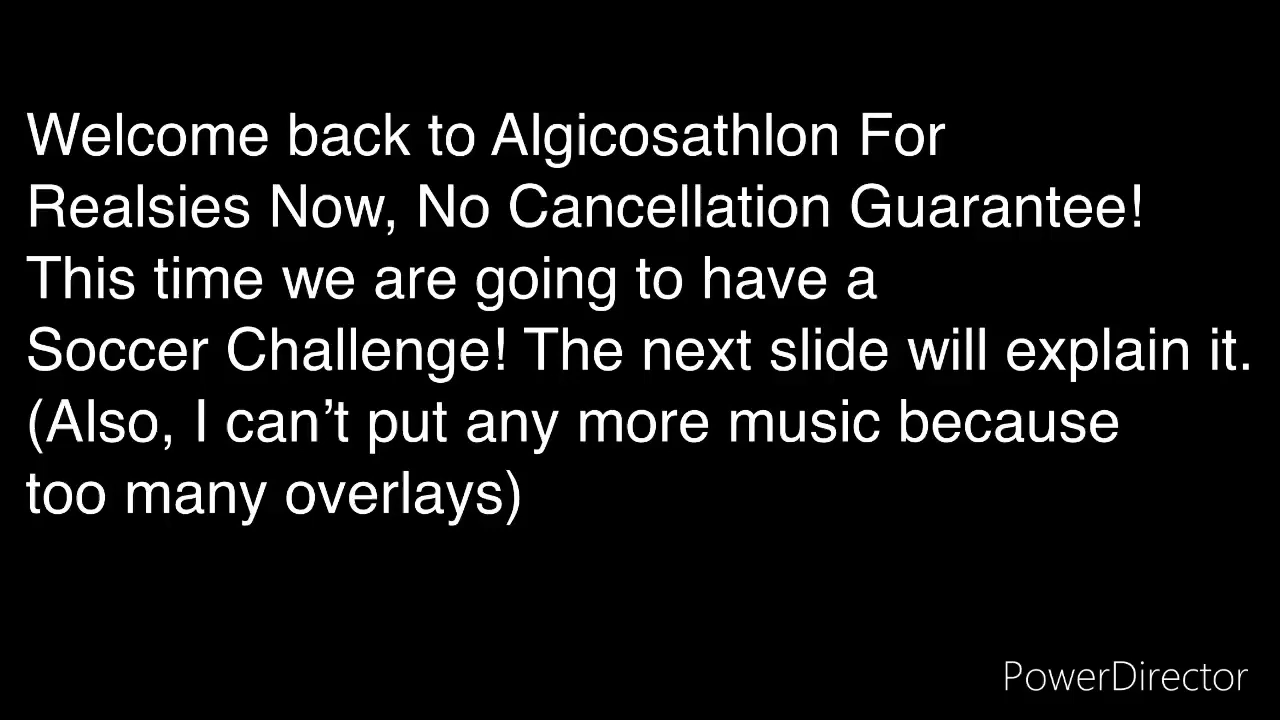 Welcome back to Algicosathlon For
Realsies Now, No Cancellation Guarantee!
This time we are going to have a
Soccer Challenge! The next slide will explain it.
(Also, I can’t put any more music because
too many overlays)
PowerDirector